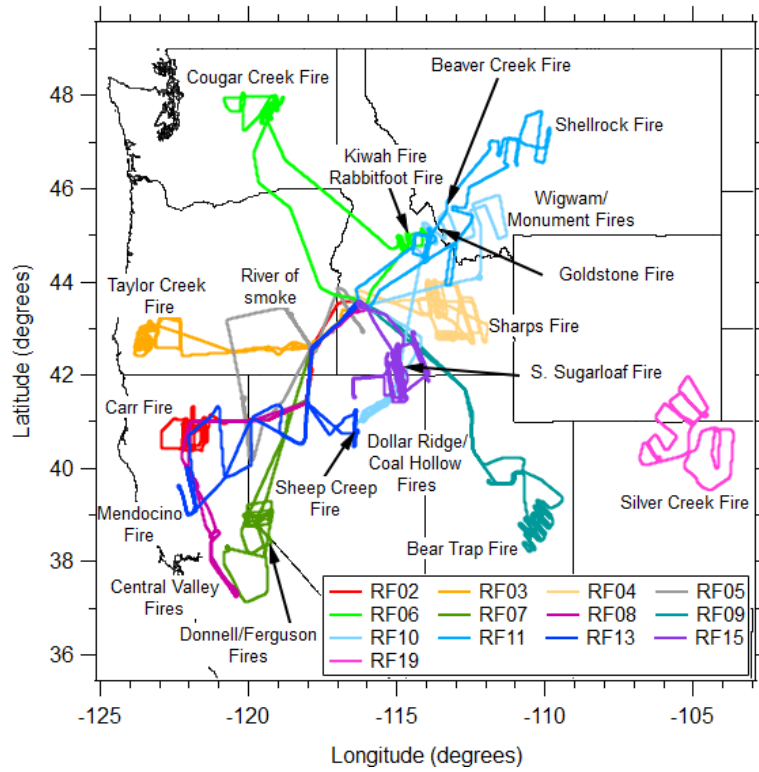 Beaver Creek Fire
Cougar Creek Fire
48
Shellrock Fire
Kiwah Fire
Rabbitfoot Fire
46
Wigwam/
Monument Fires
44
Taylor Creek
Fire
River of
smoke
Goldstone Fire
Sharps Fire
42
S. Sugarloaf Fire
Carr Fire
Dollar Ridge/
Coal Hollow
Fires
40
Sheep Creep
Fire
Silver Creek Fire
Mendocino
Fire
Bear Trap Fire
38
Central Valley
Fires
Donnell/Ferguson
Fires
36
RF02 RF03 RF04 RF05
RF06 RF07 RF08 RF09
RF10 RF11 RF13 RF15
RF19
-125 -120 -115 -110 -105
Longitude (degrees)
Latitude (degrees)